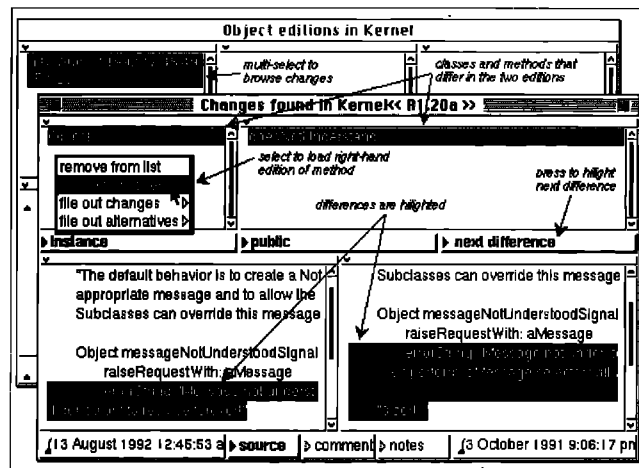 Object editions in Kernel
multi-select to
browse changes
classes and methods that
differ in the two editions
Changes found in Kernel<< R1.20a >>
remove from list
file out changes
file out alternatives
select to load right-hand
edition of method
differences are hilighted
press to hilight
next difference
instance
public
next difference
"The default behavior is to create a Not
appropriate message and to allow the
Subclasses can override this message
Object messageNotUnderstoodSignal
raiseRequestWith: aMessage
Subclasses can override this message
Object messageNotUnderstoodSignal
raiseRequestWith: aMessage
13 August 1992 12:45:53 a
source
comment
notes
3 October 1991 9:06:17 pm